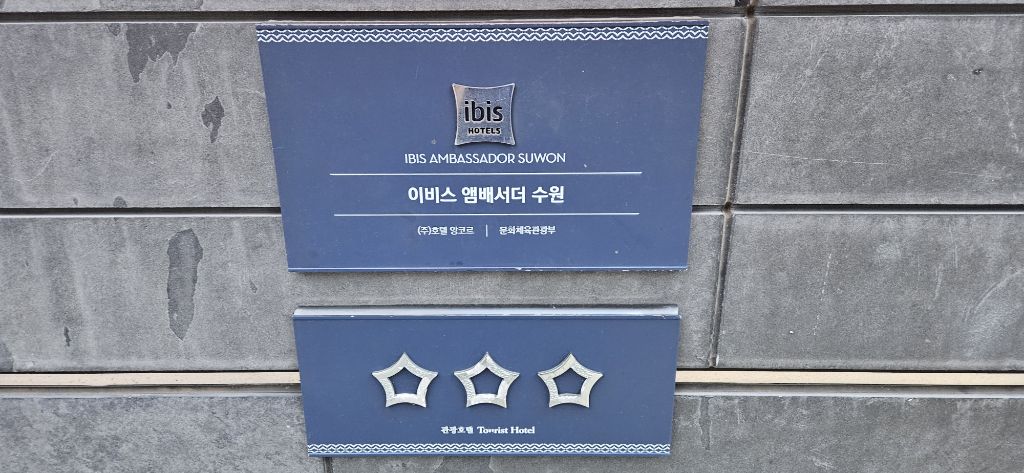 ibis
HOTELS
IBIS AMBASSADOR SUWON
이비스 앰배서더 수원
(주)호텔 앙코르 | 문화체육관광부
관광호텔 Tourist Hotel